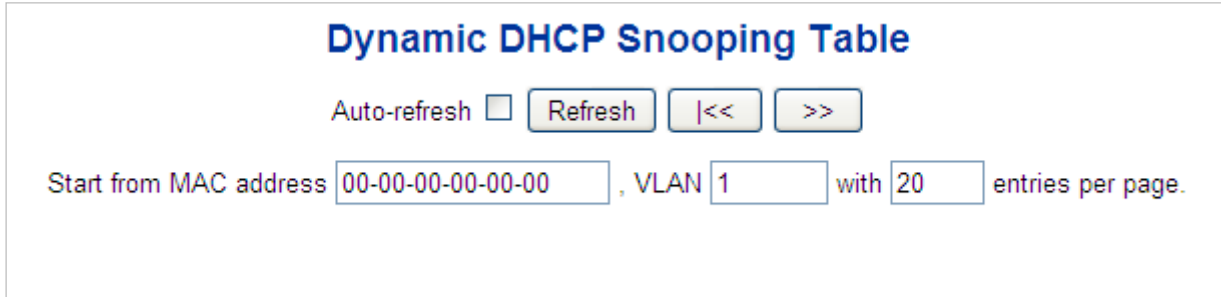 Dynamic DHCP Snooping Table
Auto-refresh Refresh |<< >>
Start from MAC address 00-00-00-00-00-00 , VLAN 1 with 20 entries per page.